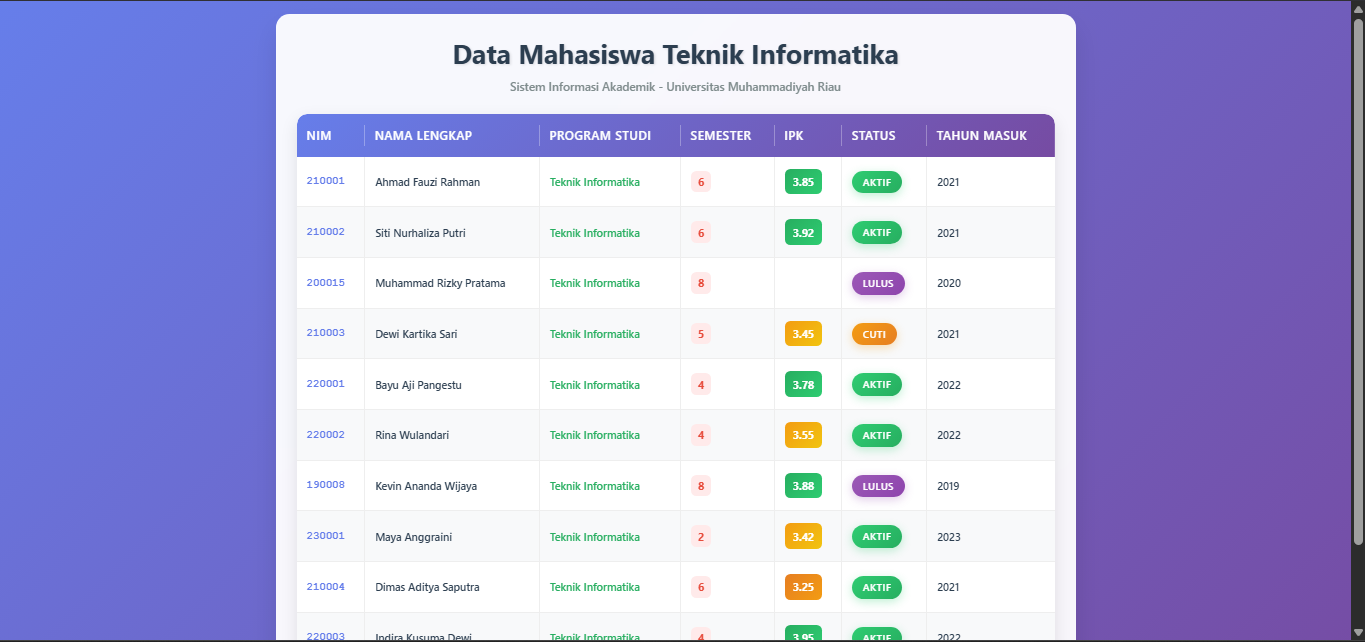 Data Mahasiswa Teknik Informatika
Sistem Informasi Akademik - Universitas Muhammadiyah Riau
NIM NAMA LENGKAP PROGRAM STUDI SEMESTER IPK STATUS TAHUN MASUK
210001 Ahmad Fauzi Rahman Teknik Informatika 6 3.85 AKTIF 2021
210002 Siti Nurhaliza Putri Teknik Informatika 6 3.92 AKTIF 2021
200015 Muhammad Rizky Pratama Teknik Informatika 8 LULUS 2020
210003 Dewi Kartika Sari Teknik Informatika 5 3.45 CUTI 2021
220001 Bayu Aji Pangestu Teknik Informatika 4 3.78 AKTIF 2022
220002 Rina Wulandari Teknik Informatika 4 3.55 AKTIF 2022
190008 Kevin Ananda Wijaya Teknik Informatika 8 3.88 LULUS 2019
230001 Maya Anggraini Teknik Informatika 2 3.42 AKTIF 2023
210004 Dimas Aditya Saputra Teknik Informatika 6 3.25 AKTIF 2021
220003 Indira Kusuma Dewi Teknik Informatika 4 3.95 AKTIF 2022